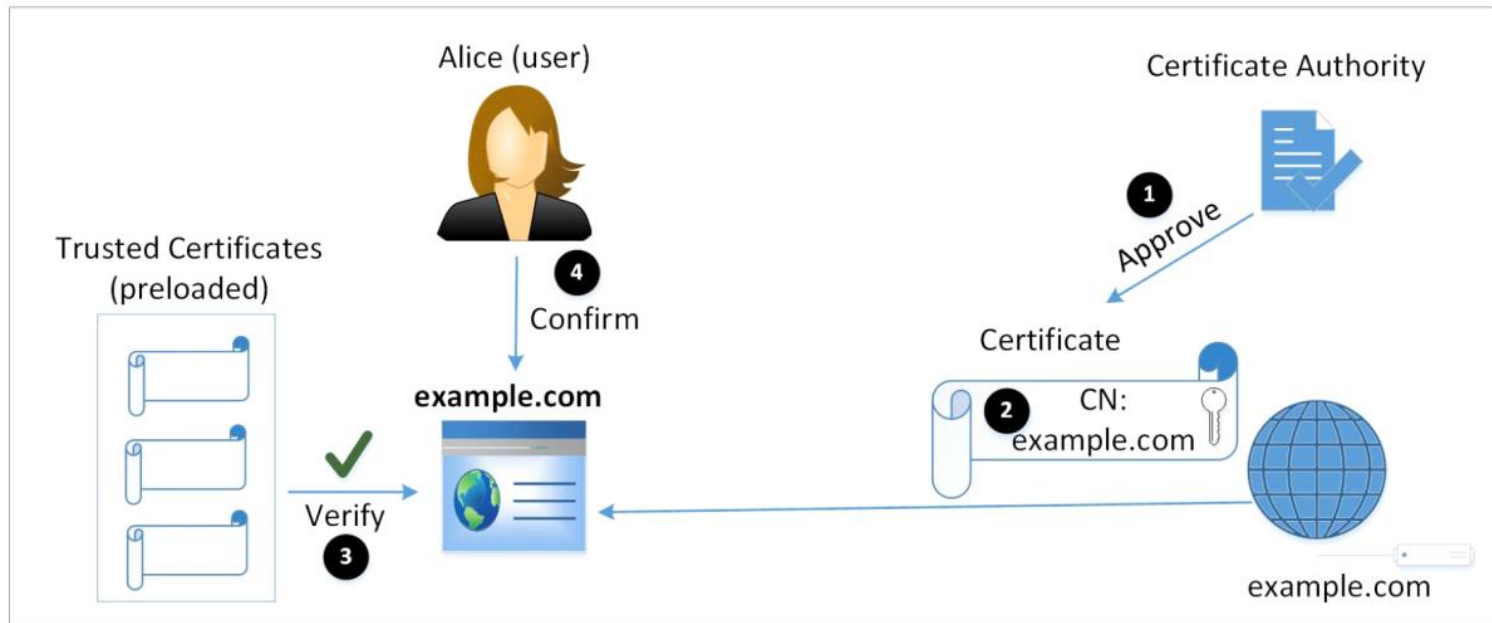 Alice (user)
Certificate Authority
1
Approve
Trusted Certificates
(preloaded)
4
Confirm
Certificate
example.com
2
CN:
example.com
Verify
3
example.com